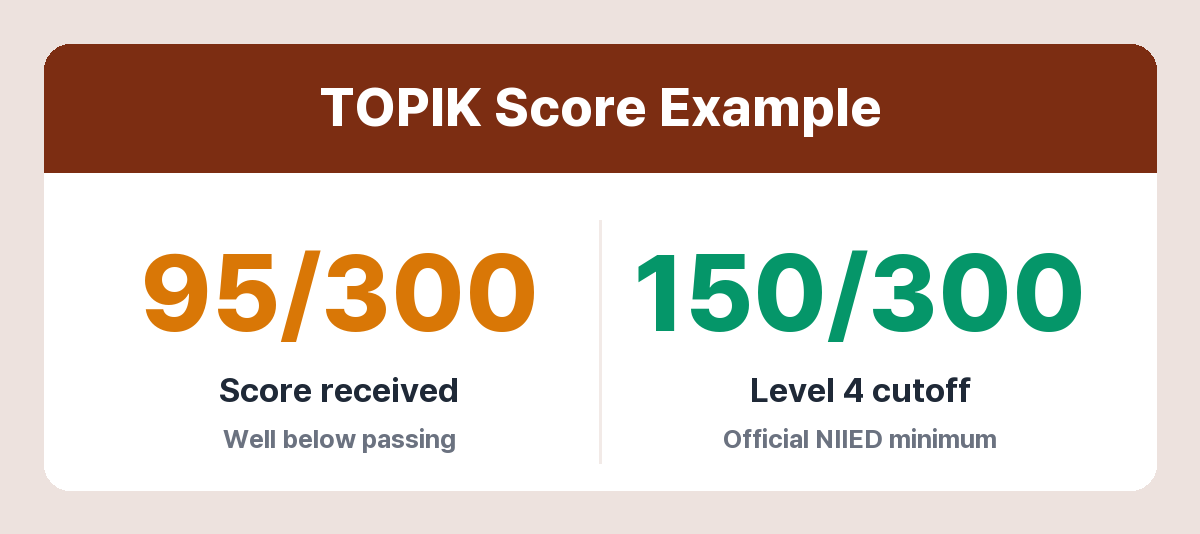 TOPIK Score Example
95/300
Score received
Well below passing
150/300
Level 4 cutoff
Official NIIED minimum